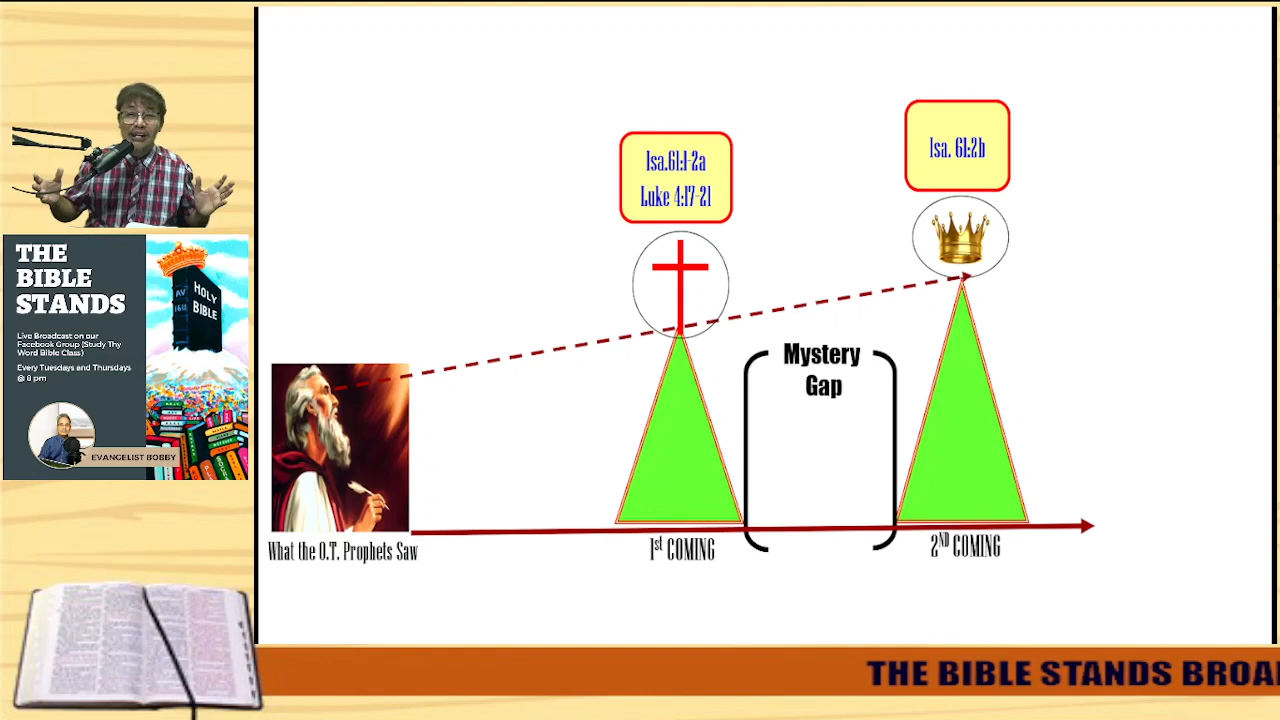 THE
BIBLE
STANDS
Live Broadcast on our
Facebook Group (Study Thy
Word Bible Class)
Every Tuesdays and Thursdays
@ 8 pm
EVANGELIST BOBBY
AV
1611
HOLY
BIBLE
Isa.61:1-2a
Luke 4:17-21
Isa. 61:2b
Mystery
Gap
What the O.T. Prophets Saw
1st COMING
2ND COMING
THE BIBLE STANDS BROA